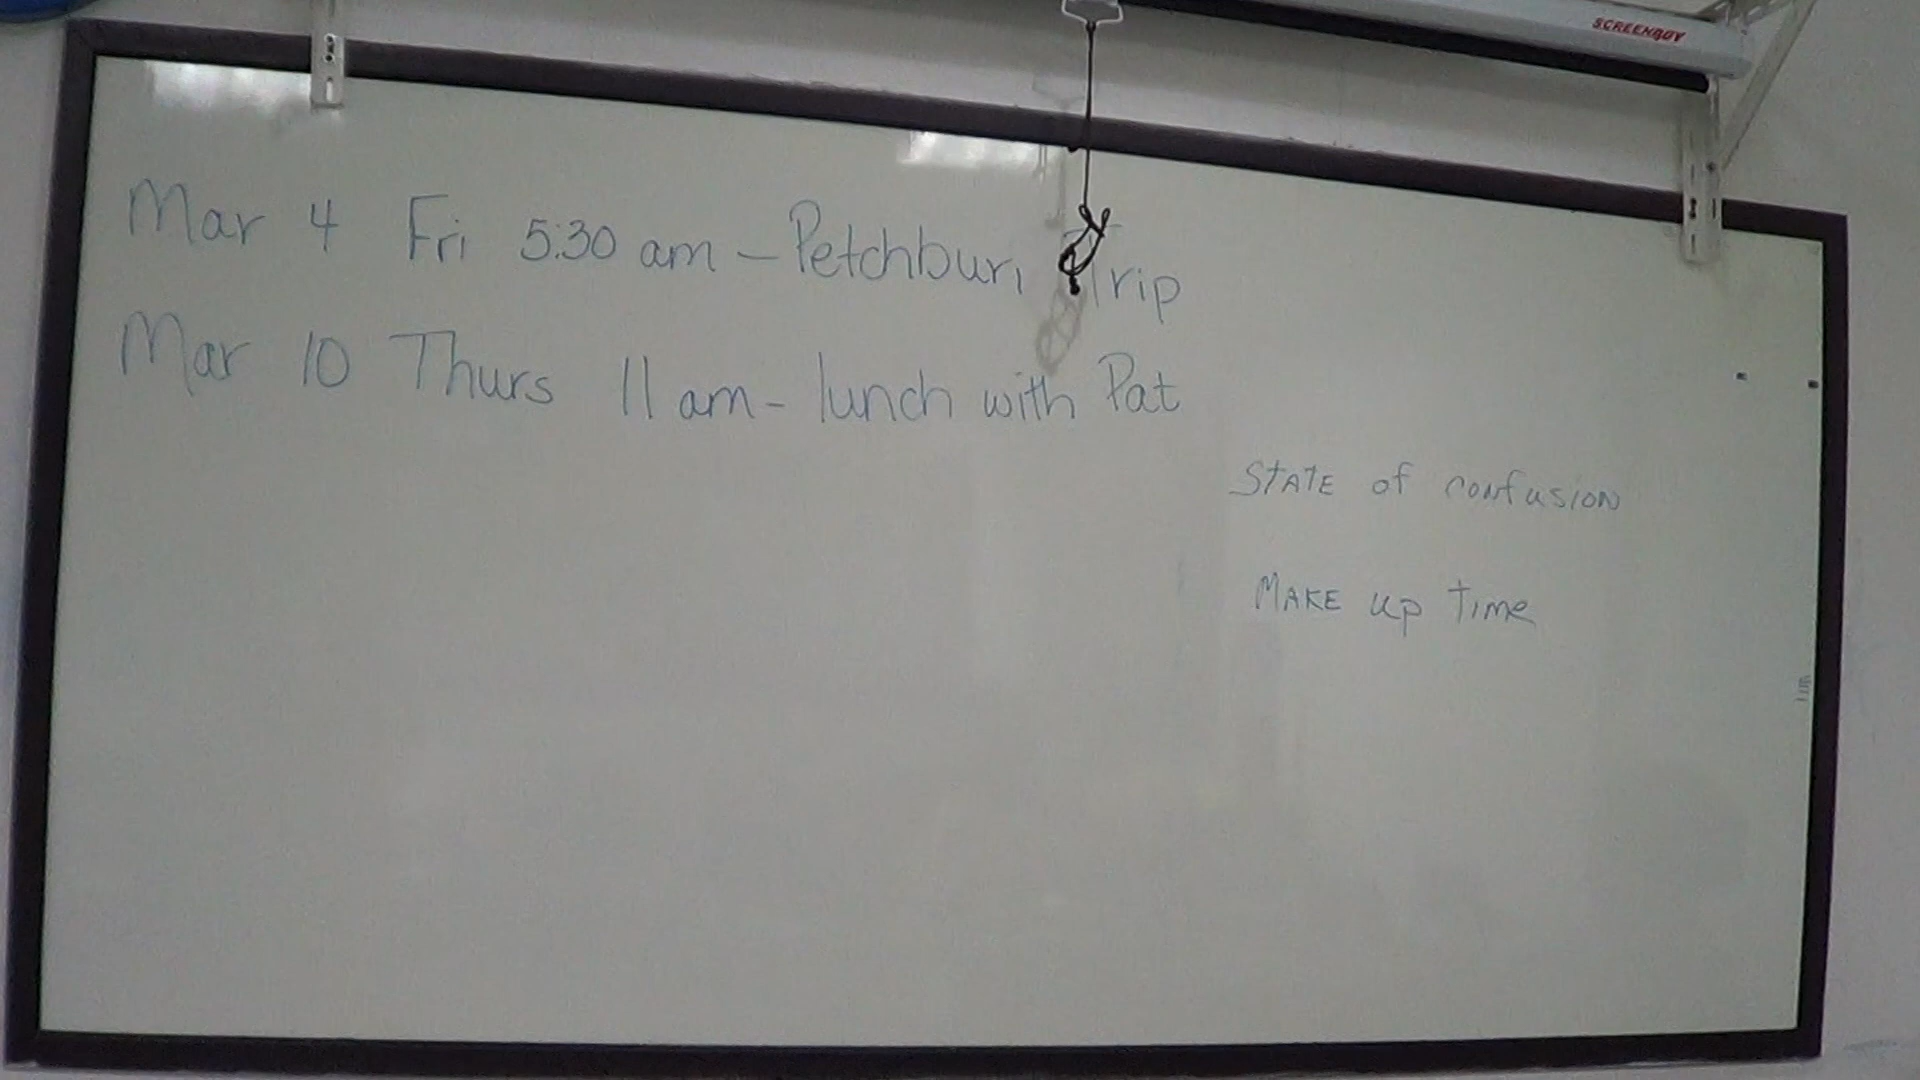 SCREENBOY
Mar 4 Fri 5:30 am - Petchburi Trip
Mar 10 Thurs 11 am - lunch with Pat
STATE of confusion
MAKE up Time